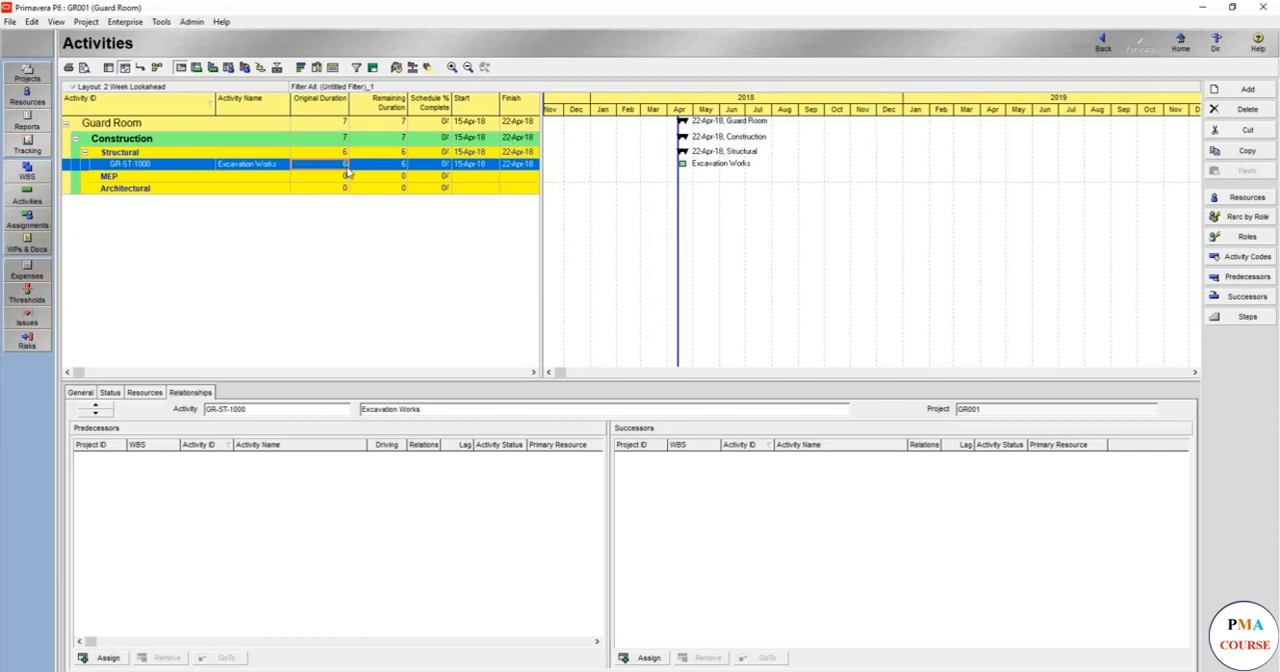 Primavera P6 : GR001 (Guard Room)
File Edit View Project Enterprise Tools Admin Help
Activities
Back Forward Home Dir. Help
Projects
Resources
Reports
Tracking
WBS
Activities
Assignments
WPs & Docs
Expenses
Thresholds
Issues
Risks
Layout: 2 Week Lookahead Filter All: (Untitled Filter)_1
Activity ID Activity Name Original Duration Remaining Duration Schedule % Complete Start Finish
2018 2019
Nov Dec Jan Feb Mar Apr May Jun Jul Aug Sep Oct Nov Dec Jan Feb Mar Apr May Jun Jul Aug Sep Oct Nov D
Guard Room 7 7 15-Apr-18 22-Apr-18 22-Apr-18, Guard Room
Construction 7 7 15-Apr-18 22-Apr-18 22-Apr-18, Construction
Structural 6 6 15-Apr-18 22-Apr-18 22-Apr-18, Structural
GR-ST-1000 Excavation Works 6 6 15-Apr-18 22-Apr-18 Excavation Works
MEP 0 0
Architectural 0 0
Add
Delete
Cut
Copy
Paste
Resources
Rsrc by Role
Roles
Activity Codes
Predecessors
Successors
Steps
General Status Resources Relationships
Activity GR-ST-1000 Excavation Works Project GR001
Predecessors Successors
Project ID WBS Activity ID Activity Name Driving Relations Lag Activity Status Primary Resource
Project ID WBS Activity ID Activity Name Relations Lag Activity Status Primary Resource
Assign Remove GoTo Assign Remove GoTo
PMA
COURSE